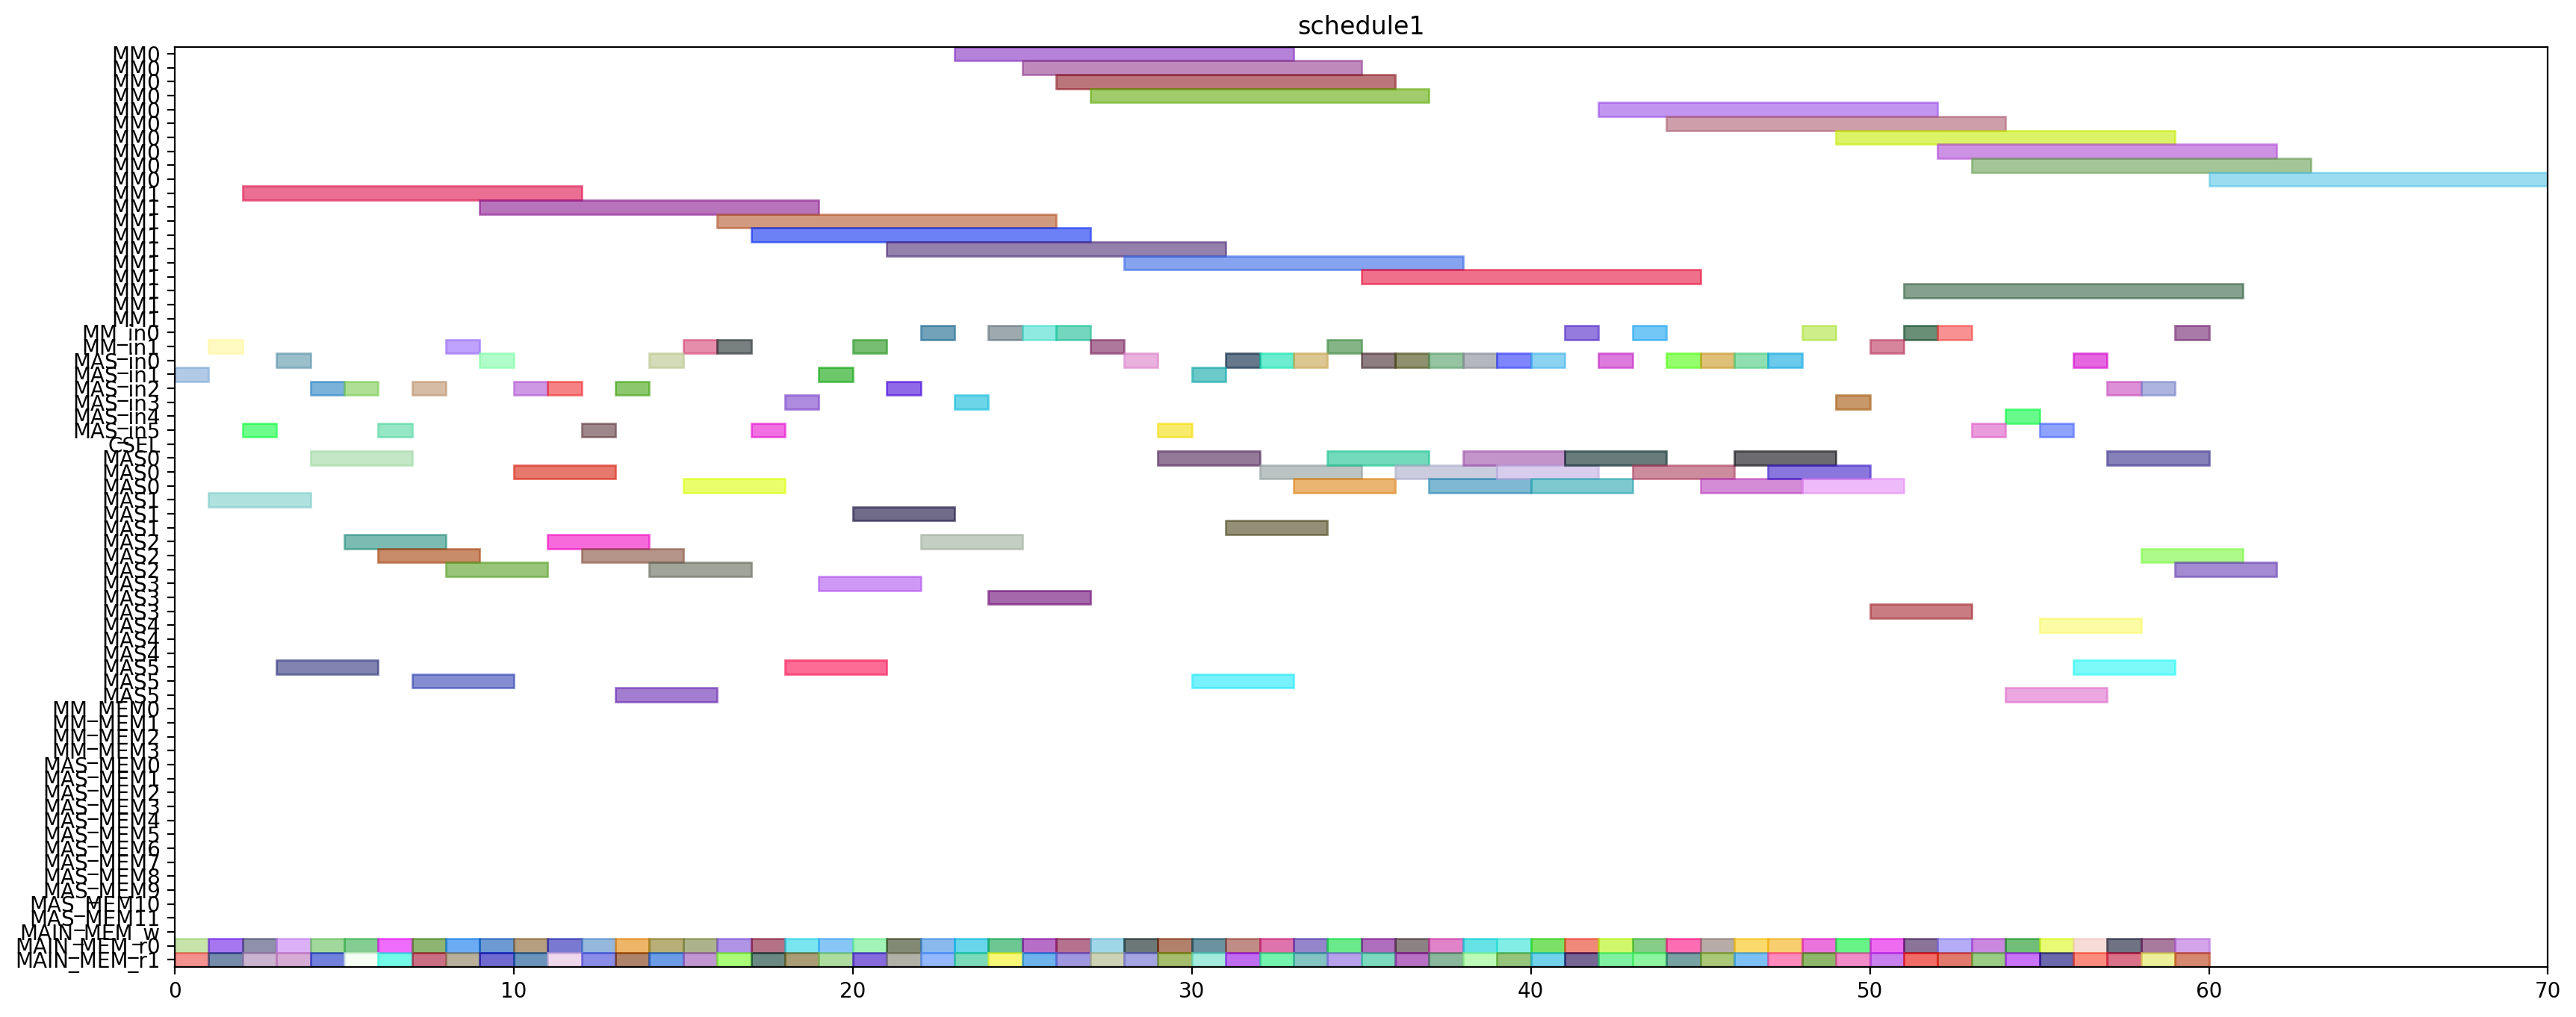 schedule1
MM0
MM0
MM0
MM0
MM0
MM0
MM0
MM0
MM0
MM0
MM1
MM1
MM1
MM1
MM1
MM1
MM1
MM1
MM1
MM1
MM_in0
MM_in1
MAS_in0
MAS_in1
MAS_in2
MAS_in3
MAS_in4
MAS_in5
CSEL
MAS0
MAS0
MAS0
MAS1
MAS1
MAS1
MAS2
MAS2
MAS2
MAS3
MAS3
MAS3
MAS4
MAS4
MAS4
MAS5
MAS5
MAS5
MM_MEM0
MM_MEM1
MM_MEM2
MM_MEM3
MAS_MEM0
MAS_MEM1
MAS_MEM2
MAS_MEM3
MAS_MEM4
MAS_MEM5
MAS_MEM6
MAS_MEM7
MAS_MEM8
MAS_MEM9
MAS_MEM10
MAS_MEM11
MAIN_MEM_w
MAIN_MEM_r0
MAIN_MEM_r1
0 10 20 30 40 50 60 70